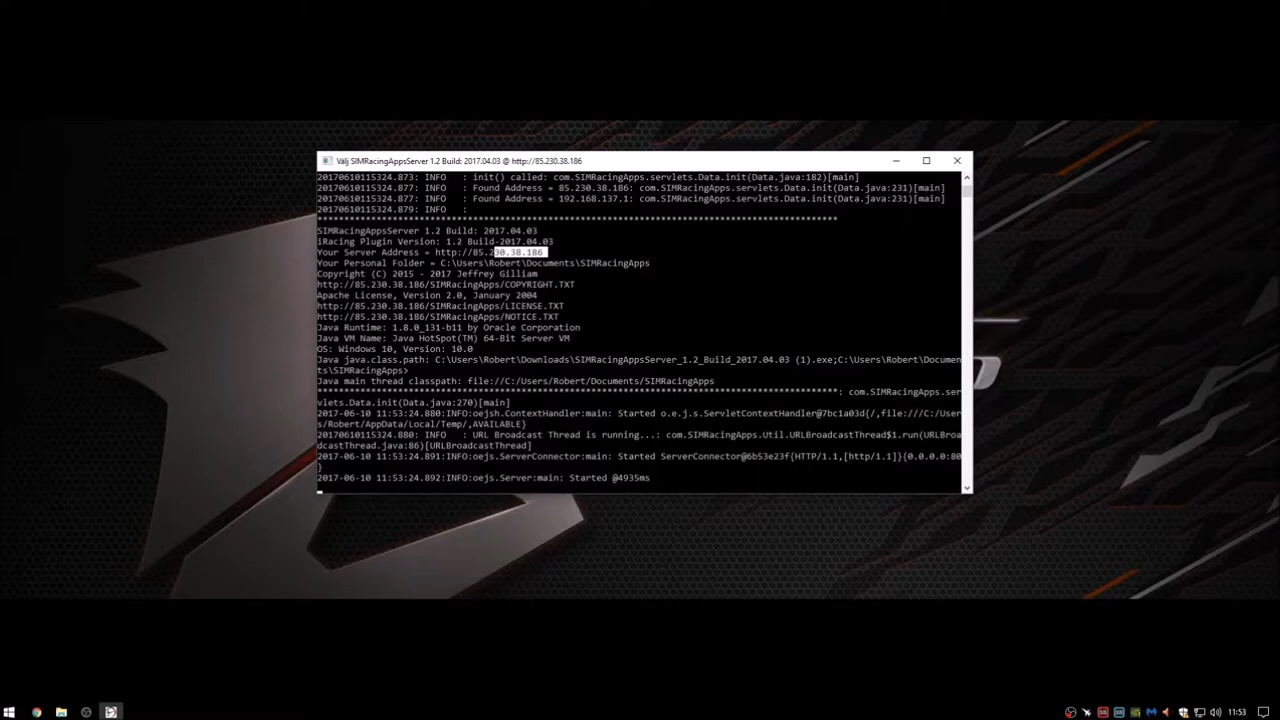 Välj SIMRacingAppsServer 1.2 Build: 2017.04.03 @ http://85.230.38.186
20170610115324.873: INFO   : init() called: com.SIMRacingApps.servlets.Data.init(Data.java:182)[main]
20170610115324.877: INFO   : Found Address = 85.230.38.186: com.SIMRacingApps.servlets.Data.init(Data.java:231)[main]
20170610115324.877: INFO   : Found Address = 192.168.137.1: com.SIMRacingApps.servlets.Data.init(Data.java:231)[main]
20170610115324.879: INFO   :
****************************************************************************************************
SIMRacingAppsServer 1.2 Build: 2017.04.03
iRacing Plugin Version: 1.2 Build-2017.04.03
Your Server Address = http://85.230.38.186
Your Personal Folder = C:\Users\Robert\Documents\SIMRacingApps
Copyright (C) 2015 - 2017 Jeffrey Gilliam
http://85.230.38.186/SIMRacingApps/COPYRIGHT.TXT
Apache License, Version 2.0, January 2004
http://85.230.38.186/SIMRacingApps/LICENSE.TXT
http://85.230.38.186/SIMRacingApps/NOTICE.TXT
Java Runtime: 1.8.0_131-b11 by Oracle Corporation
Java VM Name: Java HotSpot(TM) 64-Bit Server VM
OS: Windows 10, Version: 10.0
Java java.class.path: C:\Users\Robert\Downloads\SIMRacingAppsServer_1.2_Build_2017.04.03 (1).exe;C:\Users\Robert\Documen
ts\SIMRacingApps>
Java main thread classpath: file://C:/Users/Robert/Documents/SIMRacingApps
****************************************************************************************************: com.SIMRacingApps.ser
vlets.Data.init(Data.java:270)[main]
2017-06-10 11:53:24.880:INFO:oejsh.ContextHandler:main: Started o.e.j.s.ServletContextHandler@7bc1a03d{/,file:///C:/User
s/Robert/AppData/Local/Temp/,AVAILABLE}
20170610115324.880: INFO   : URL Broadcast Thread is running...: com.SIMRacingApps.Util.URLBroadcastThread$1.run(URLBroa
dcastThread.java:86)[URLBroadcastThread]
2017-06-10 11:53:24.891:INFO:oejs.ServerConnector:main: Started ServerConnector@6b53e23f{HTTP/1.1,[http/1.1]}{0.0.0.0:80
}
2017-06-10 11:53:24.892:INFO:oejs.Server:main: Started @4935ms
11:53